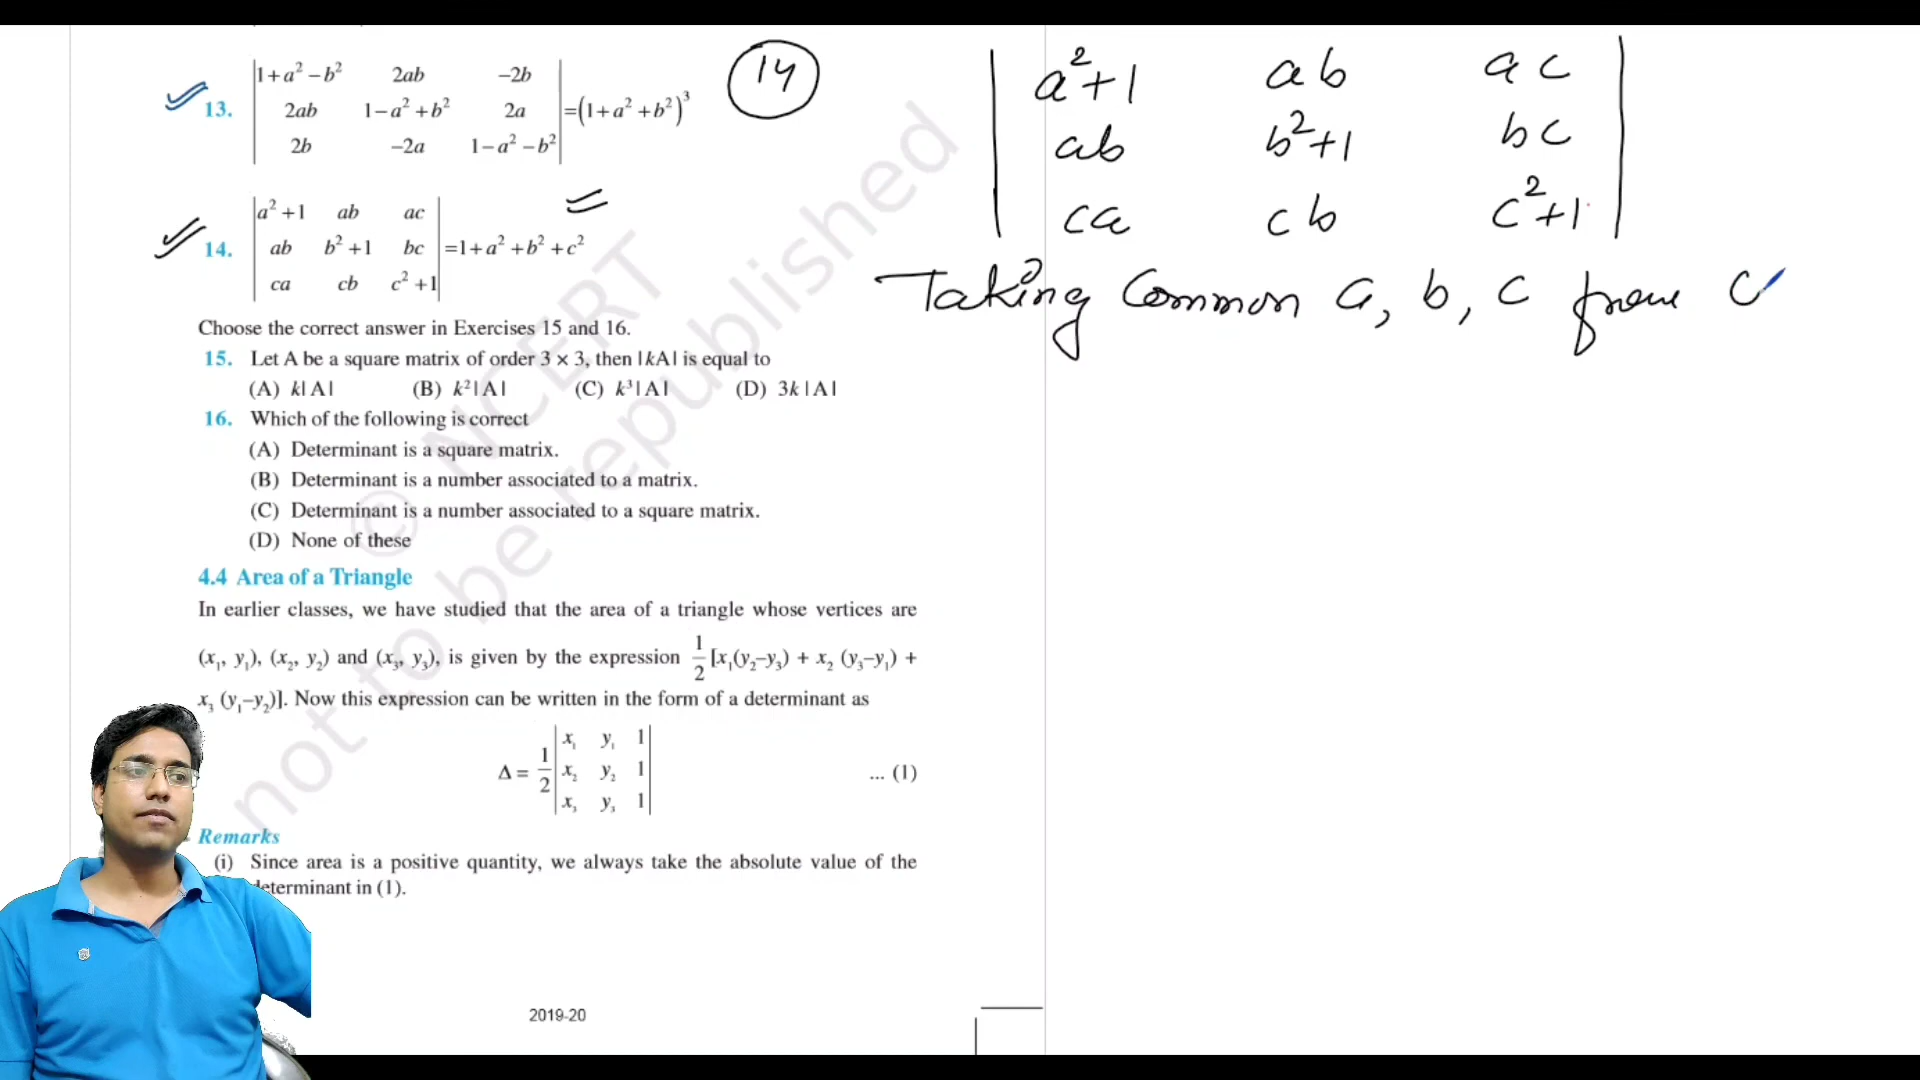 13. |1+a² −b² 2ab −2b|
|2ab 1−a² +b² 2a| =(1+a² +b²)³
|2b −2a 1−a² −b²|
14. |a² +1 ab ac|
|ab b² +1 bc| =1+a² +b² +c²
|ca cb c² +1|
Choose the correct answer in Exercises 15 and 16.
15. Let A be a square matrix of order 3 × 3, then |kA| is equal to
(A) k|A| (B) k²|A| (C) k³|A| (D) 3k|A|
16. Which of the following is correct
(A) Determinant is a square matrix.
(B) Determinant is a number associated to a matrix.
(C) Determinant is a number associated to a square matrix.
(D) None of these
4.4 Area of a Triangle
In earlier classes, we have studied that the area of a triangle whose vertices are
(x₁, y₁), (x₂, y₂) and (x₃, y₃), is given by the expression 1/2 [x₁(y₂–y₃) + x₂ (y₃–y₁) +
x₃ (y₁–y₂)]. Now this expression can be written in the form of a determinant as
Δ = 1/2 |x₁ y₁ 1|
|x₂ y₂ 1| ... (1)
|x₃ y₃ 1|
Remarks
(i) Since area is a positive quantity, we always take the absolute value of the
determinant in (1).
2019-20
© NCERT
not to be republished
14
|a²+1 ab ac|
|ab b²+1 bc|
|ca cb c²+1|
Taking Common a, b, c from C